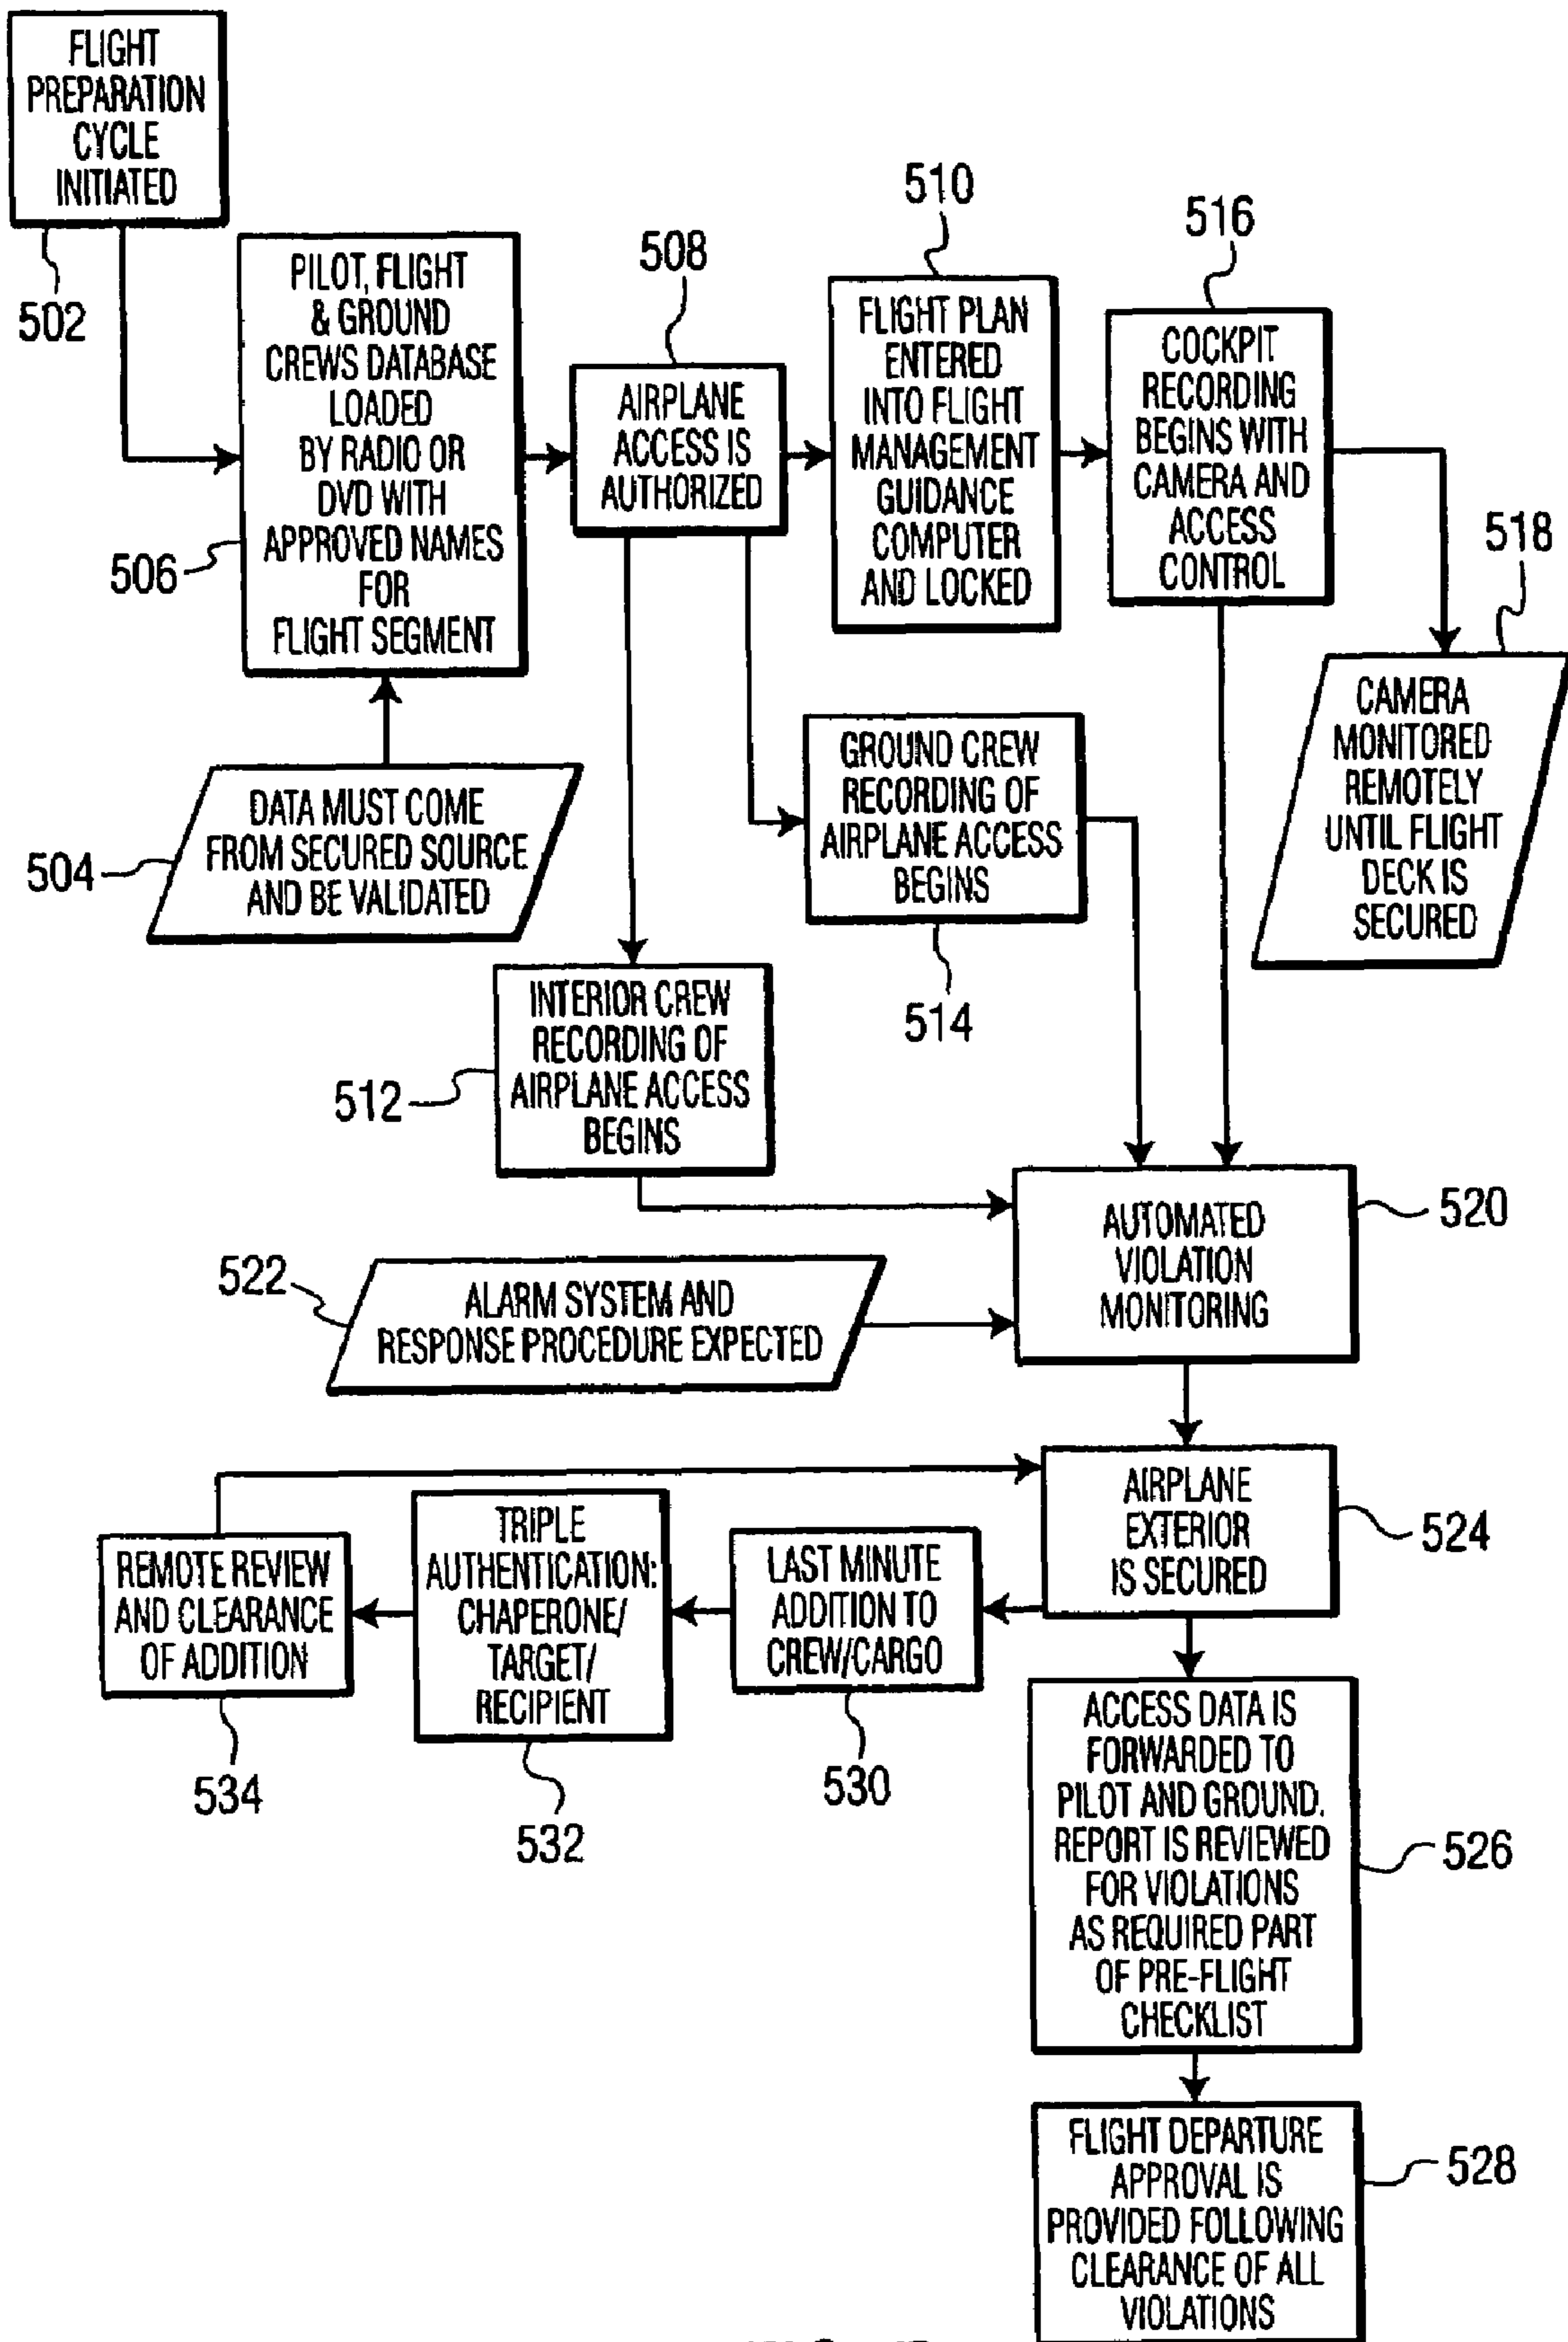 FLIGHT
PREPARATION
CYCLE
INITIATED
502
PILOT, FLIGHT
& GROUND
CREWS DATABASE
LOADED
BY RADIO OR
DVD WITH
APPROVED NAMES
FOR
FLIGHT SEGMENT
506
DATA MUST COME
FROM SECURED SOURCE
AND BE VALIDATED
504
508
AIRPLANE
ACCESS IS
AUTHORIZED
510
FLIGHT PLAN
ENTERED
INTO FLIGHT
MANAGEMENT
GUIDANCE
COMPUTER
AND LOCKED
516
COCKPIT
RECORDING
BEGINS WITH
CAMERA AND
ACCESS
CONTROL
518
CAMERA
MONITORED
REMOTELY
UNTIL FLIGHT
DECK IS
SECURED
GROUND CREW
RECORDING OF
AIRPLANE ACCESS
BEGINS
514
INTERIOR CREW
RECORDING OF
AIRPLANE ACCESS
BEGINS
512
AUTOMATED
VIOLATION
MONITORING
520
522
ALARM SYSTEM AND
RESPONSE PROCEDURE EXPECTED
AIRPLANE
EXTERIOR
IS SECURED
524
LAST MINUTE
ADDITION TO
CREW/CARGO
530
TRIPLE
AUTHENTICATION:
CHAPERONE/
TARGET/
RECIPIENT
532
REMOTE REVIEW
AND CLEARANCE
OF ADDITION
534
ACCESS DATA IS
FORWARDED TO
PILOT AND GROUND.
REPORT IS REVIEWED
FOR VIOLATIONS
AS REQUIRED PART
OF PRE-FLIGHT
CHECKLIST
526
FLIGHT DEPARTURE
APPROVAL IS
PROVIDED FOLLOWING
CLEARANCE OF ALL
VIOLATIONS
528